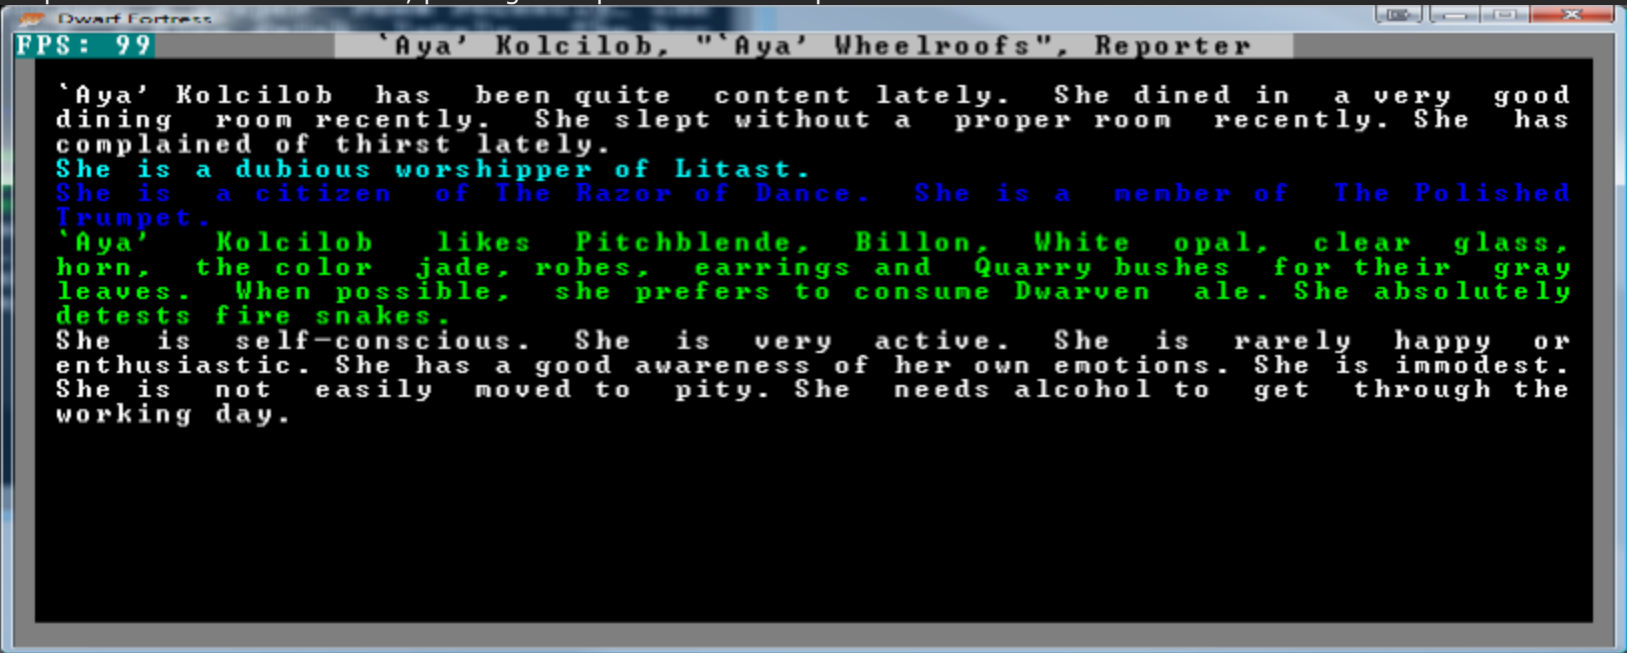 Dwarf Fortress
FPS: 99
`Aya' Kolcilob, "`Aya' Wheelroofs", Reporter
`Aya' Kolcilob has been quite content lately. She dined in a very good
dining room recently. She slept without a proper room recently. She has
complained of thirst lately.
She is a dubious worshipper of Litast.
She is a citizen of The Razor of Dance. She is a member of The Polished
Trumpet.
`Aya' Kolcilob likes Pitchblende, Billon, White opal, clear glass,
horn, the color jade, robes, earrings and Quarry bushes for their gray
leaves. When possible, she prefers to consume Dwarven ale. She absolutely
detests fire snakes.
She is self-conscious. She is very active. She is rarely happy or
enthusiastic. She has a good awareness of her own emotions. She is immodest.
She is not easily moved to pity. She needs alcohol to get through the
working day.